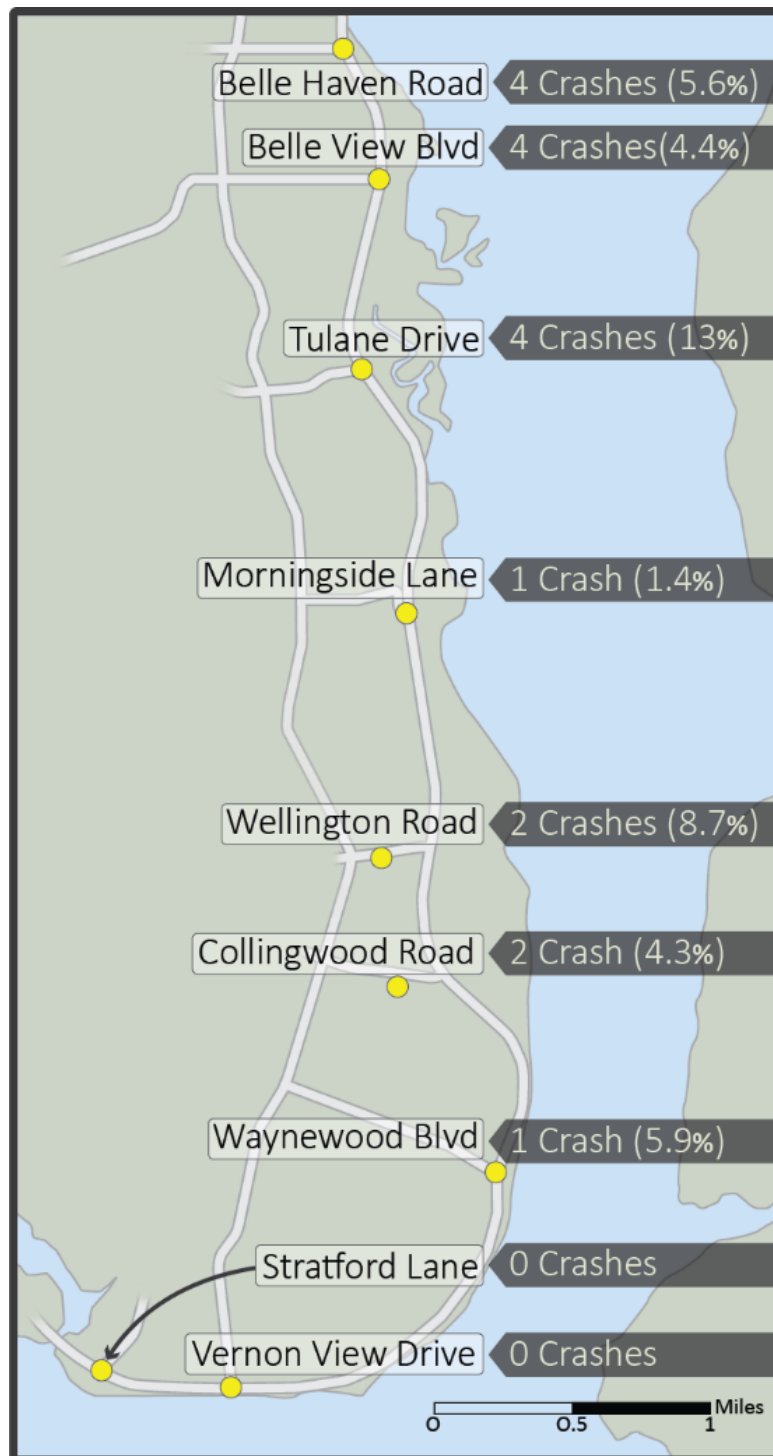 Belle Haven Road 4 Crashes (5.6%)
Belle View Blvd 4 Crashes(4.4%)
Tulane Drive 4 Crashes (13%)
Morningside Lane 1 Crash (1.4%)
Wellington Road 2 Crashes (8.7%)
Collingwood Road 2 Crash (4.3%)
Waynewood Blvd 1 Crash (5.9%)
Stratford Lane 0 Crashes
Vernon View Drive 0 Crashes
Miles
0 0.5 1